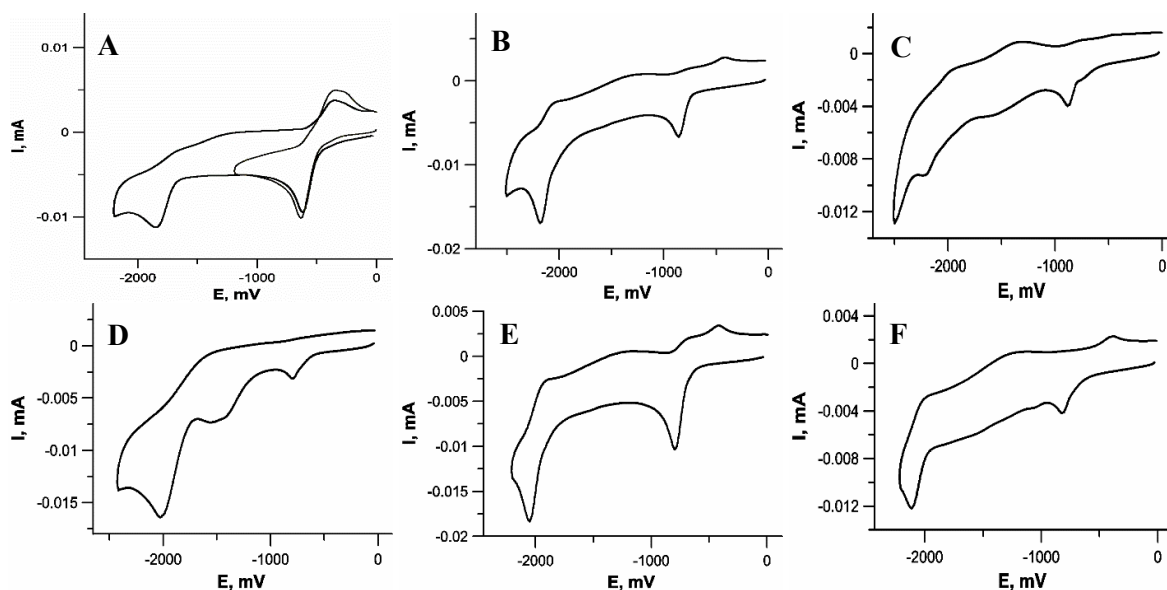 A
I, mA
0.01
0
-0.01
-2000
-1000
0
E, mV
B
I, mA
0
-0.01
-0.02
-2000
-1000
0
E, mV
C
I, mA
0
-0.004
-0.008
-0.012
-2000
-1000
0
E, mV
D
I, mA
0
-0.005
-0.01
-0.015
-2000
-1000
0
E, mV
E
I, mA
0.005
0
-0.005
-0.01
-0.015
-0.02
-2000
-1000
0
E, mV
F
I, mA
0.004
0
-0.004
-0.008
-0.012
-2000
-1000
0
E, mV